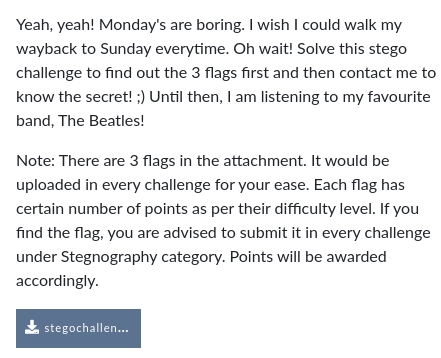 Yeah, yeah! Monday's are boring. I wish I could walk my
wayback to Sunday everytime. Oh wait! Solve this stego
challenge to find out the 3 flags first and then contact me to
know the secret! ;) Until then, I am listening to my favourite
band, The Beatles!
Note: There are 3 flags in the attachment. It would be
uploaded in every challenge for your ease. Each flag has
certain number of points as per their difficulty level. If you
find the flag, you are advised to submit it in every challenge
under Stegnography category. Points will be awarded
accordingly.
stegochallen...